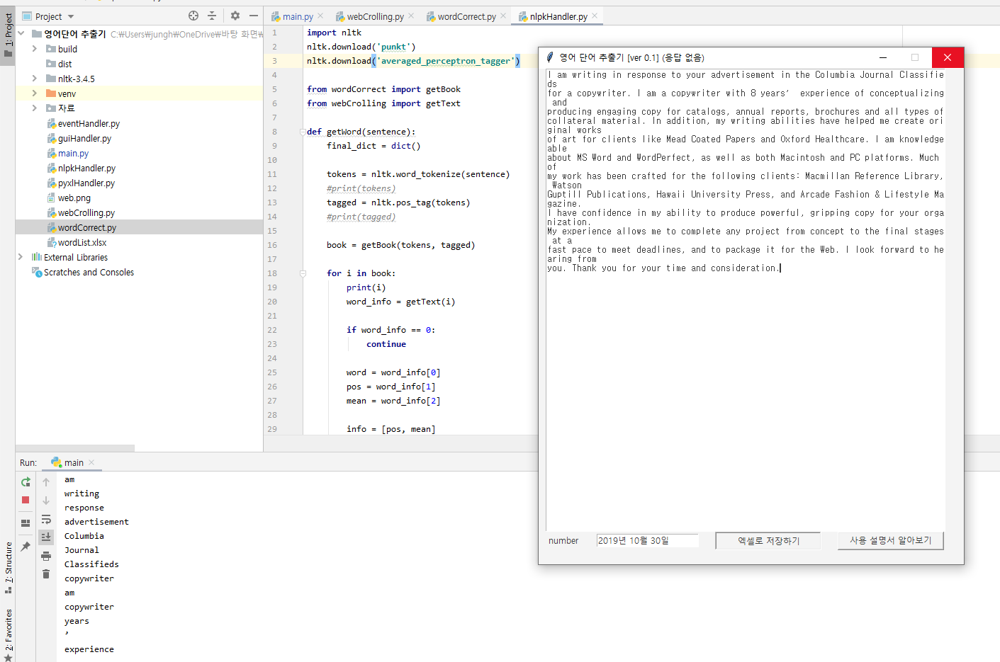 Project
영어단어 추출기 C:₩Users₩jungh₩OneDrive₩바탕 화면₩
build
dist
nltk-3.4.5
venv
자료
eventHandler.py
guiHandler.py
main.py
nlpkHandler.py
pyxlHandler.py
web.png
webCrolling.py
wordCorrect.py
wordList.xlsx
External Libraries
Scratches and Consoles
1: Project
7: Structure
2: Favorites
main.py
webCrolling.py
wordCorrect.py
nlpkHandler.py
1 import nltk
2 nltk.download('punkt')
3 nltk.download('averaged_perceptron_tagger')
4
5 from wordCorrect import getBook
6 from webCrolling import getText
7
8 def getWord(sentence):
9 final_dict = dict()
10
11 tokens = nltk.word_tokenize(sentence)
12 #print(tokens)
13 tagged = nltk.pos_tag(tokens)
14 #print(tagged)
15
16 book = getBook(tokens, tagged)
17
18 for i in book:
19 print(i)
20 word_info = getText(i)
21
22 if word_info == 0:
23 continue
24
25 word = word_info[0]
26 pos = word_info[1]
27 mean = word_info[2]
28
29 info = [pos, mean]
영어 단어 추출기 [ver 0.1] (응답 없음)
I am writing in response to your advertisement in the Columbia Journal Classifie
ds
for a copywriter. I am a copywriter with 8 years’ experience of conceptualizing
and
producing engaging copy for catalogs, annual reports, brochures and all types of
collateral material. In addition, my writing abilities have helped me create ori
ginal works
of art for clients like Mead Coated Papers and Oxford Healthcare. I am knowledge
able
about MS Word and WordPerfect, as well as both Macintosh and PC platforms. Much
of
my work has been crafted for the following clients: Macmillan Reference Library,
Watson
Guptill Publications, Hawaii University Press, and Arcade Fashion & Lifestyle Ma
gazine.
I have confidence in my ability to produce powerful, gripping copy for your orga
nization.
My experience allows me to complete any project from concept to the final stages
at a
fast pace to meet deadlines, and to package it for the Web. I look forward to he
aring from
you. Thank you for your time and consideration.
number 2019년 10월 30일 엑셀로 저장하기 사용 설명서 알아보기
Run: main
am
writing
response
advertisement
Columbia
Journal
Classifieds
copywriter
am
copywriter
years
’
experience